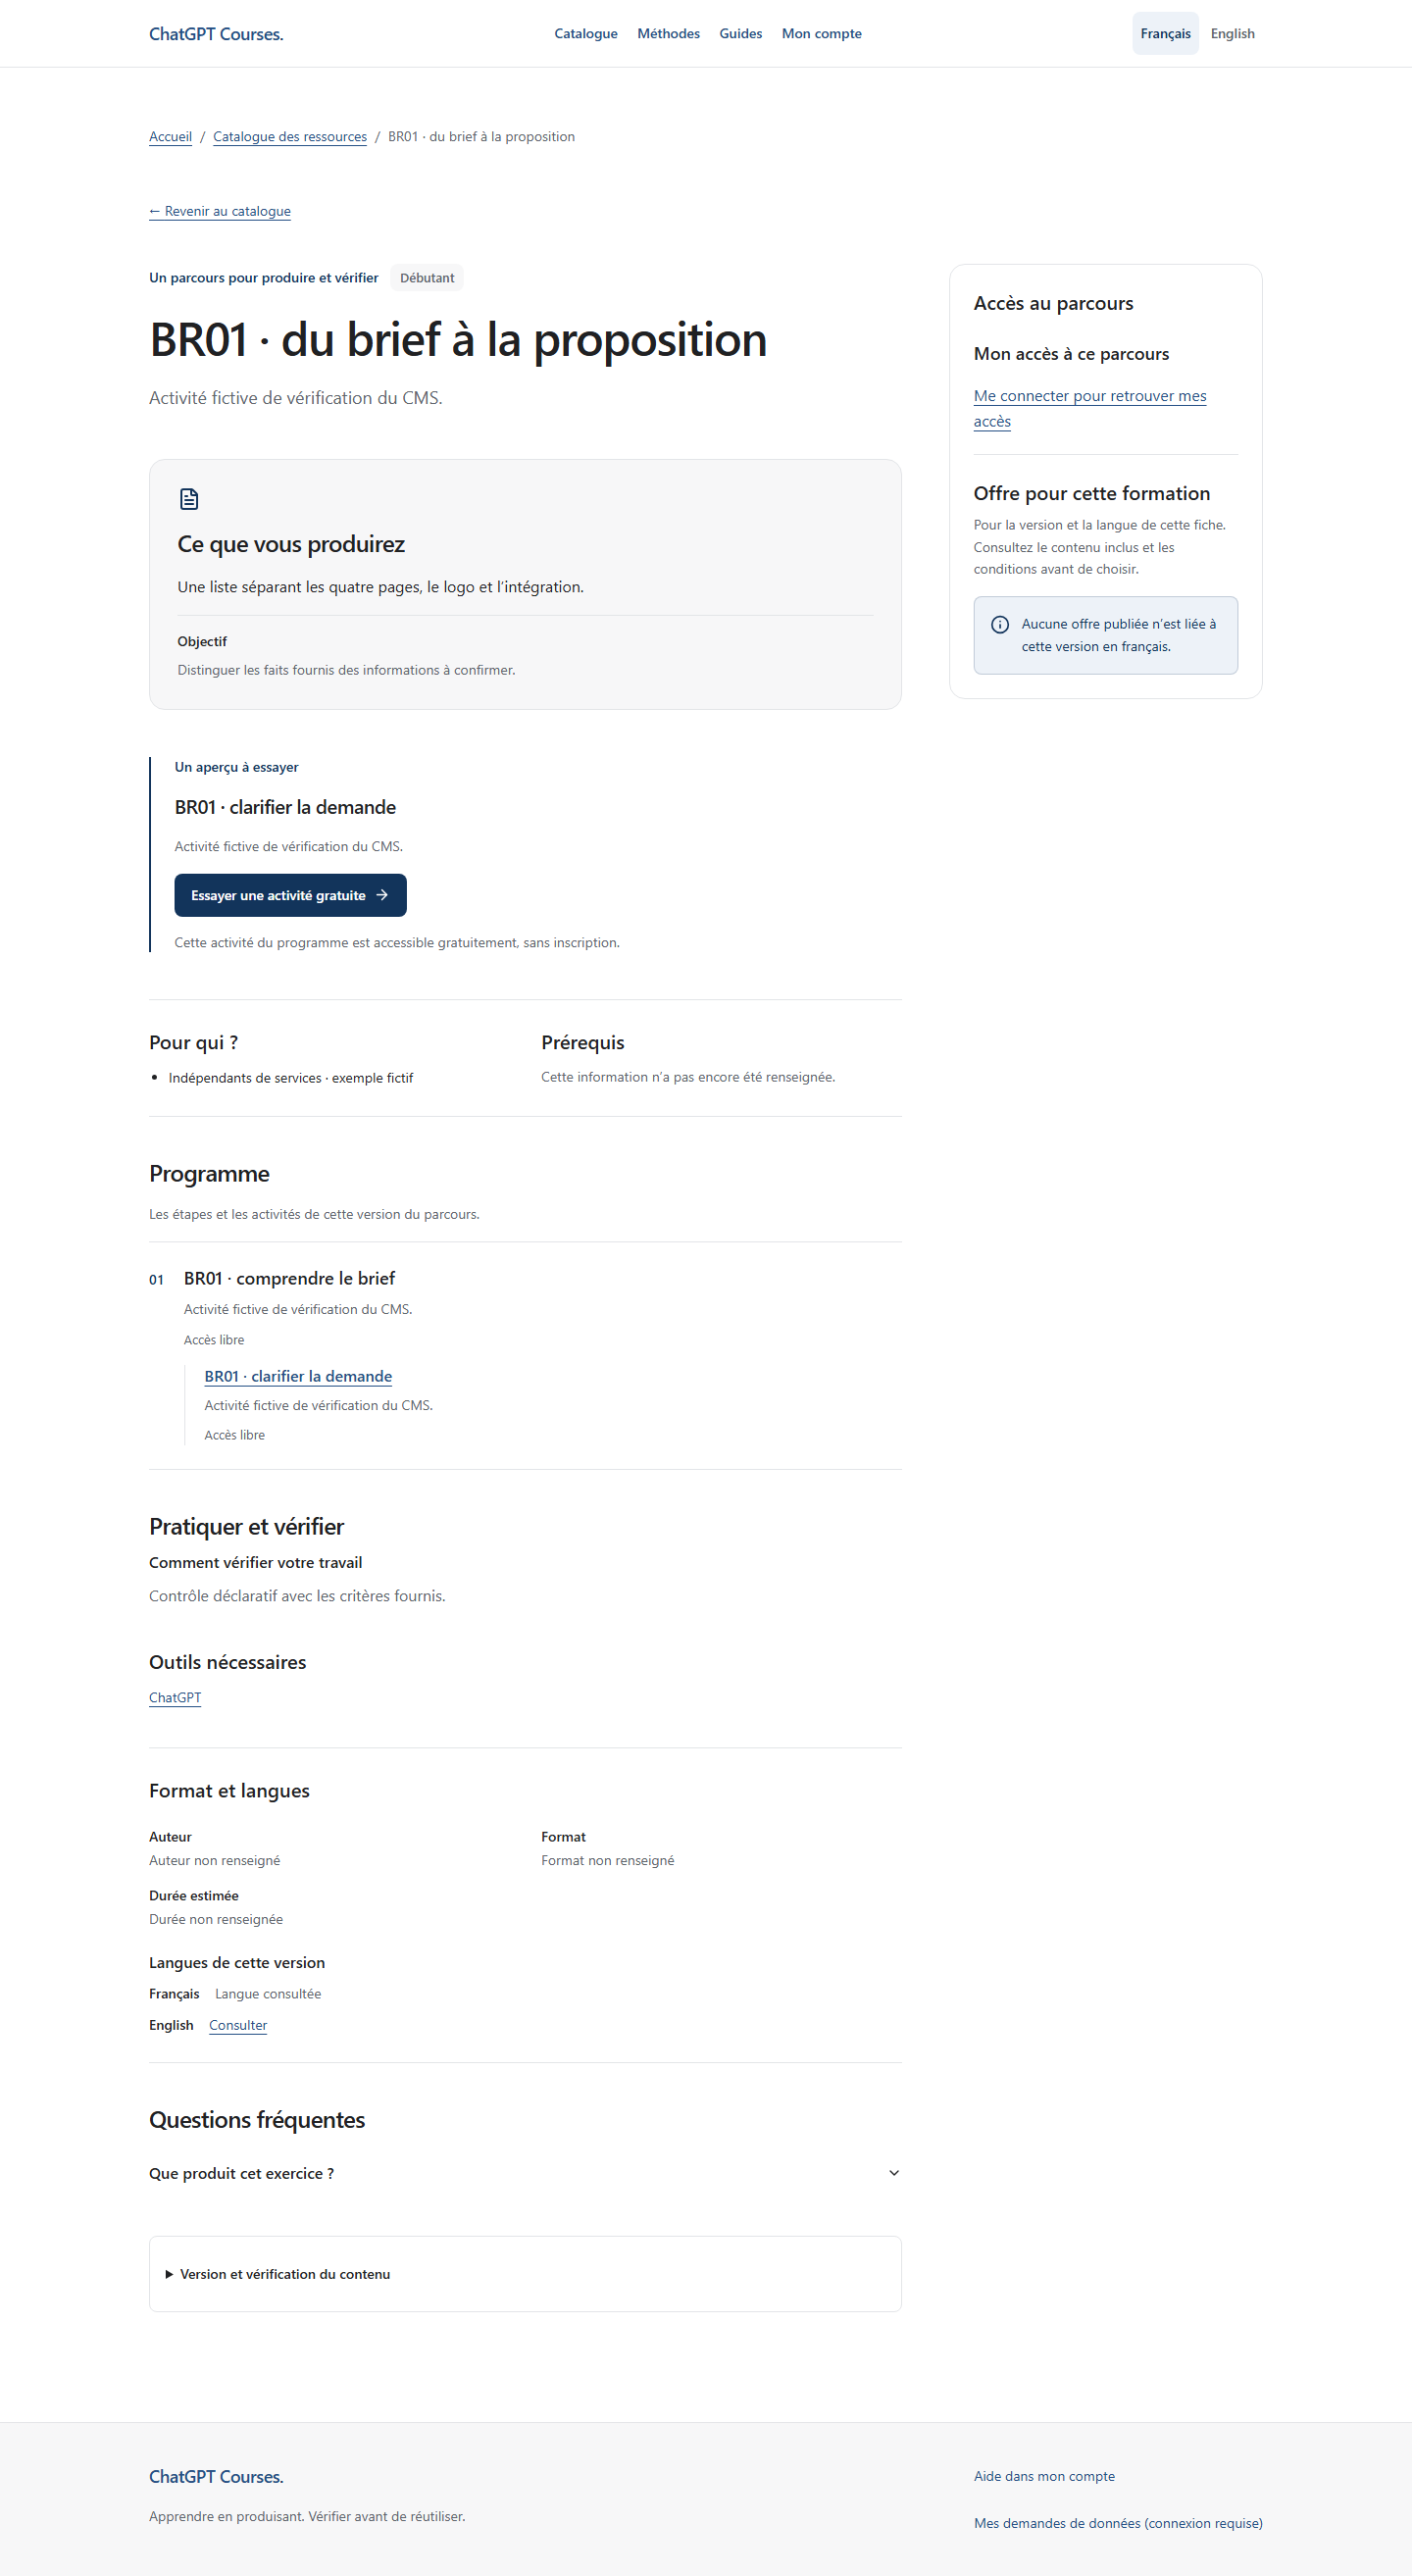 ChatGPT Courses.
Catalogue Méthodes Guides Mon compte
Français English
Accueil / Catalogue des ressources / BR01 · du brief à la proposition
← Revenir au catalogue
Un parcours pour produire et vérifier Débutant
BR01 · du brief à la proposition
Activité fictive de vérification du CMS.
Ce que vous produirez
Une liste séparant les quatre pages, le logo et l’intégration.
Objectif
Distinguer les faits fournis des informations à confirmer.
Un aperçu à essayer
BR01 · clarifier la demande
Activité fictive de vérification du CMS.
Essayer une activité gratuite →
Cette activité du programme est accessible gratuitement, sans inscription.
Pour qui ?
• Indépendants de services · exemple fictif
Prérequis
Cette information n’a pas encore été renseignée.
Programme
Les étapes et les activités de cette version du parcours.
01 BR01 · comprendre le brief
Activité fictive de vérification du CMS.
Accès libre
BR01 · clarifier la demande
Activité fictive de vérification du CMS.
Accès libre
Pratiquer et vérifier
Comment vérifier votre travail
Contrôle déclaratif avec les critères fournis.
Outils nécessaires
ChatGPT
Format et langues
Auteur
Auteur non renseigné
Format
Format non renseigné
Durée estimée
Durée non renseignée
Langues de cette version
Français Langue consultée
English Consulter
Questions fréquentes
Que produit cet exercice ?
Version et vérification du contenu
Accès au parcours
Mon accès à ce parcours
Me connecter pour retrouver mes
accès
Offre pour cette formation
Pour la version et la langue de cette fiche.
Consultez le contenu inclus et les
conditions avant de choisir.
Aucune offre publiée n’est liée à
cette version en français.
ChatGPT Courses.
Apprendre en produisant. Vérifier avant de réutiliser.
Aide dans mon compte
Mes demandes de données (connexion requise)